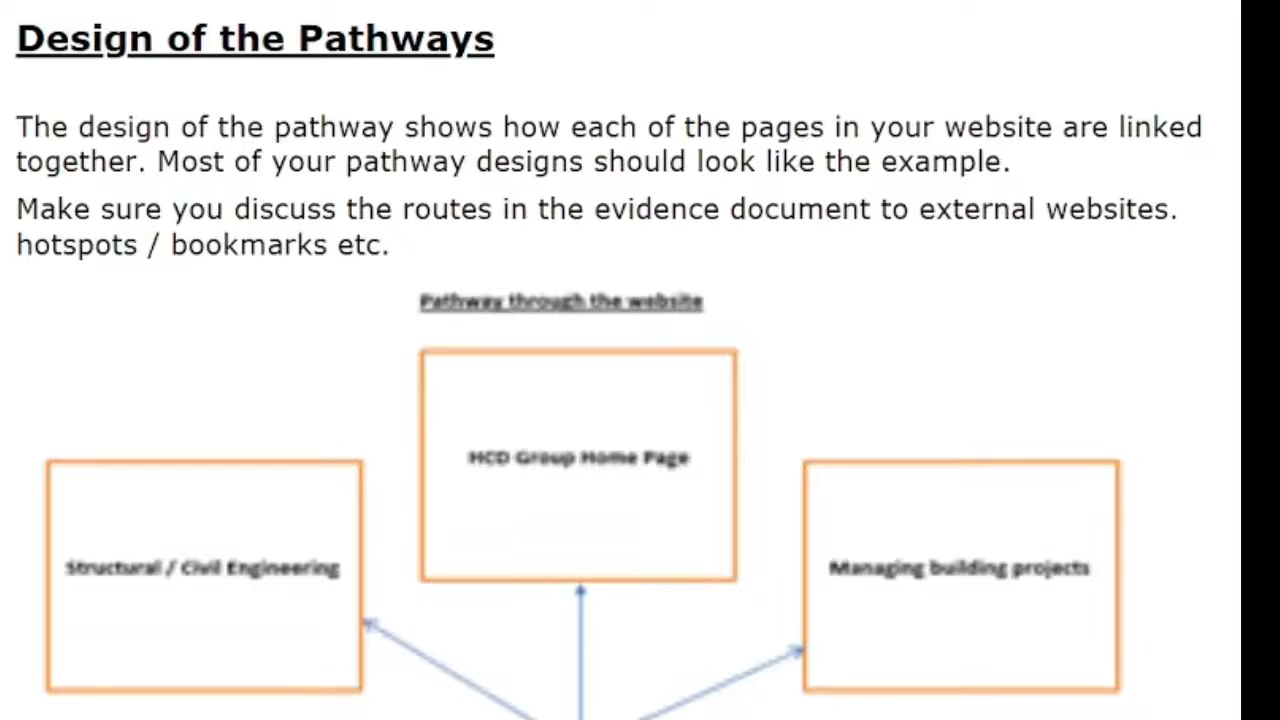 Design of the Pathways
The design of the pathway shows how each of the pages in your website are linked
together. Most of your pathway designs should look like the example.
Make sure you discuss the routes in the evidence document to external websites.
hotspots / bookmarks etc.
Pathway through the website
HCD Group Home Page
Structural / Civil Engineering
Managing building projects